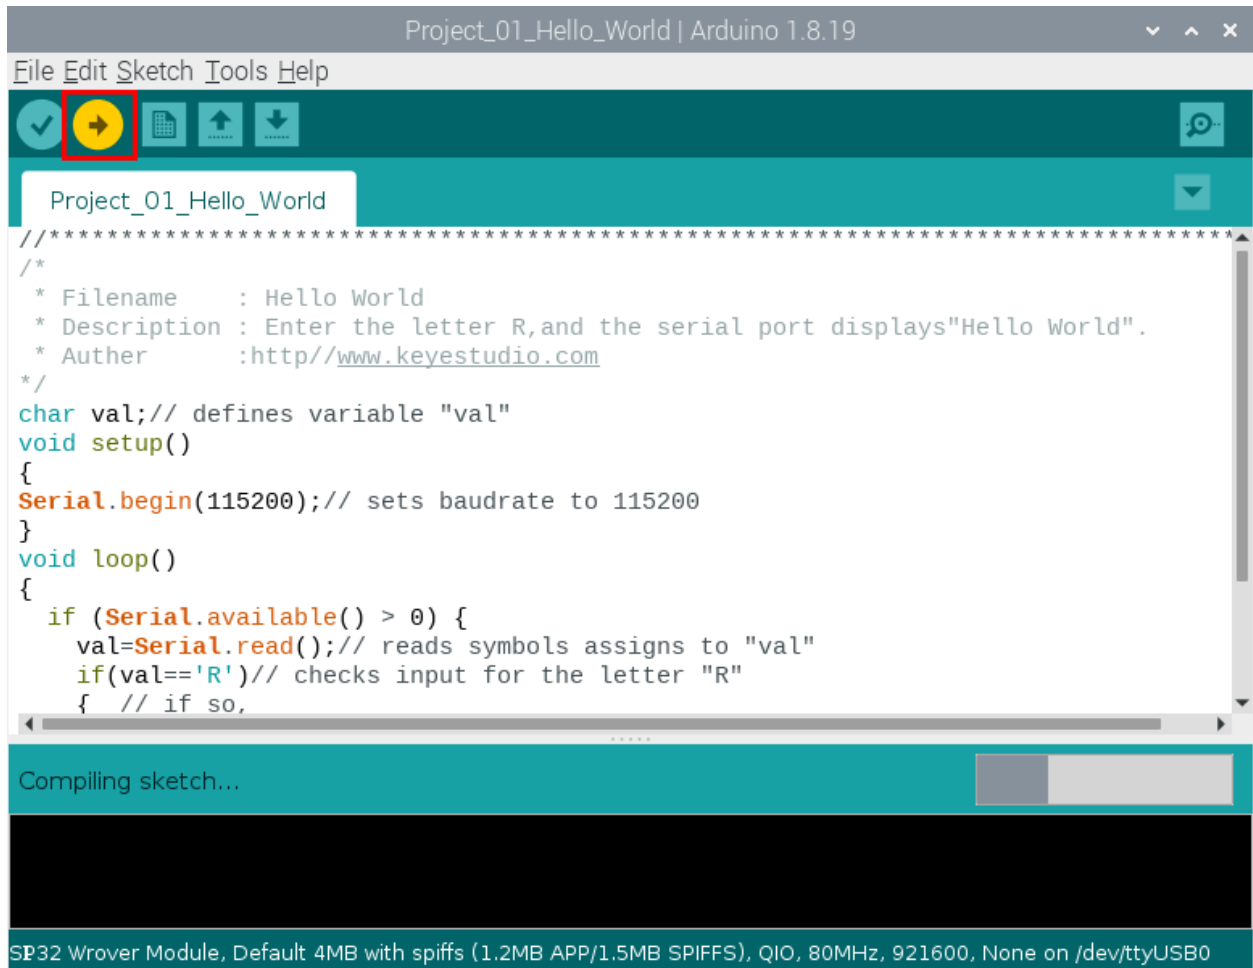 Project_01_Hello_World | Arduino 1.8.19
File Edit Sketch Tools Help
Project_01_Hello_World
//**********************************************************************************
/*
 * Filename    : Hello World
 * Description : Enter the letter R,and the serial port displays"Hello World".
 * Auther      :http//www.keyestudio.com
*/
char val;// defines variable "val"
void setup()
{
Serial.begin(115200);// sets baudrate to 115200
}
void loop()
{
  if (Serial.available() > 0) {
    val=Serial.read();// reads symbols assigns to "val"
    if(val=='R')// checks input for the letter "R"
    {  // if so,
Compiling sketch...
SP32 Wrover Module, Default 4MB with spiffs (1.2MB APP/1.5MB SPIFFS), QIO, 80MHz, 921600, None on /dev/ttyUSB0